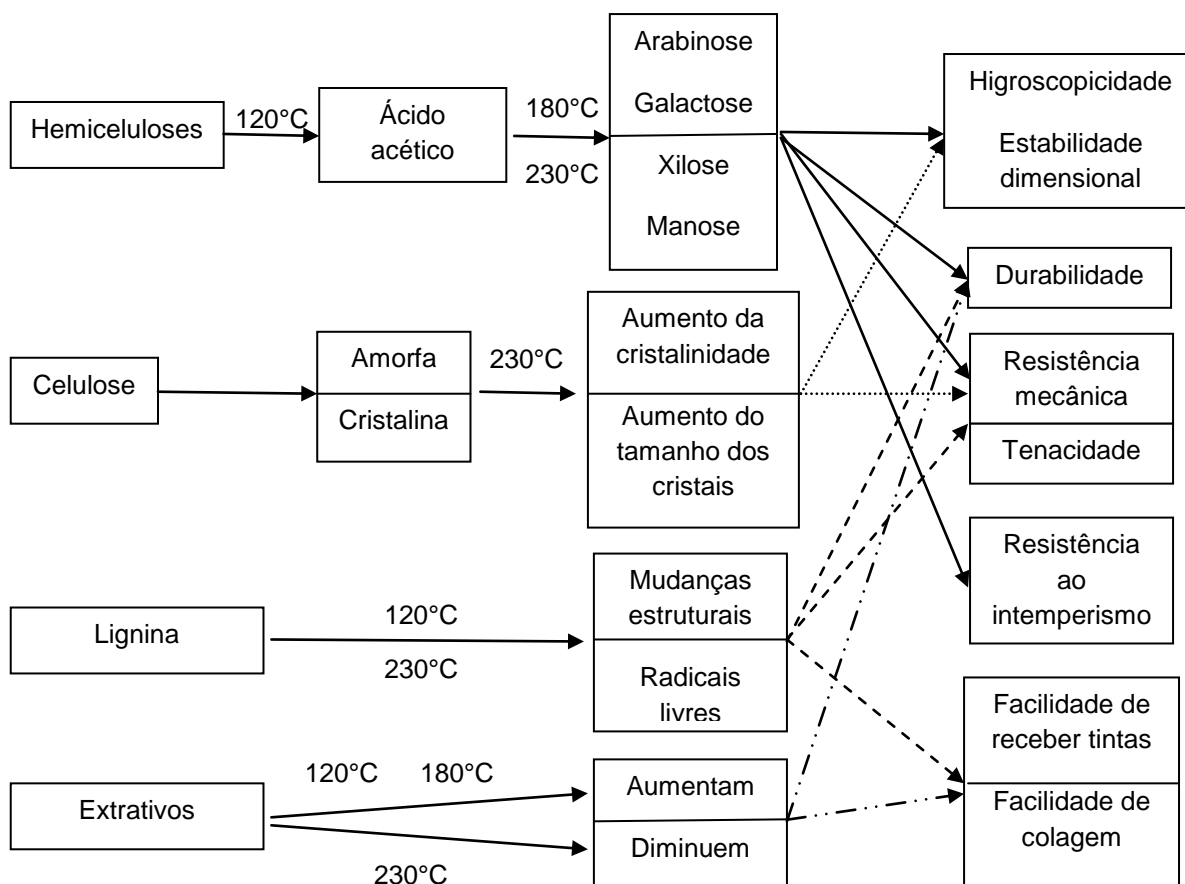 Hemiceluloses
120°C
Ácido
acético
180°C
230°C
Arabinose
Galactose
Xilose
Manose
Higroscopicidade
Estabilidade
dimensional
Durabilidade
Celulose
Amorfa
Cristalina
230°C
Aumento da
cristalinidade
Aumento do
tamanho dos
cristais
Resistência
mecânica
Tenacidade
Resistência
ao
intemperismo
Lignina
120°C
230°C
Mudanças
estruturais
Radicais
livres
Facilidade de
receber tintas
Facilidade de
colagem
Extrativos
120°C 180°C
230°C
Aumentam
Diminuem